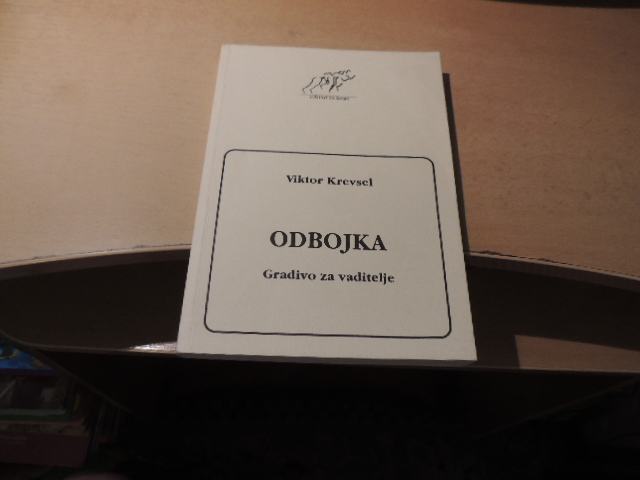 Viktor Krevsel
ODBOJKA
Gradivo za vaditelje